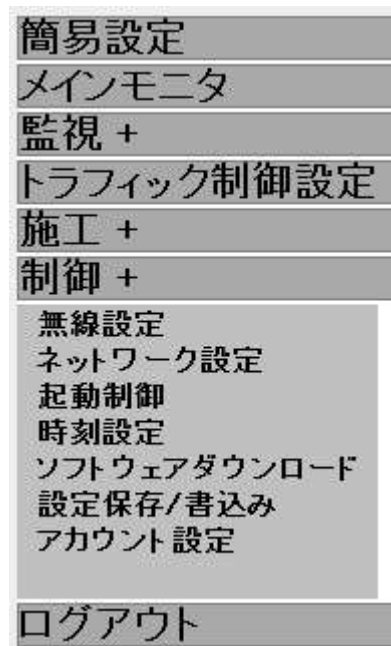 簡易設定
メインモニタ
監視 +
トラフィック制御設定
施工 +
制御 +
無線設定
ネットワーク設定
起動制御
時刻設定
ソフトウェアダウンロード
設定保存/書込み
アカウント設定
ログアウト